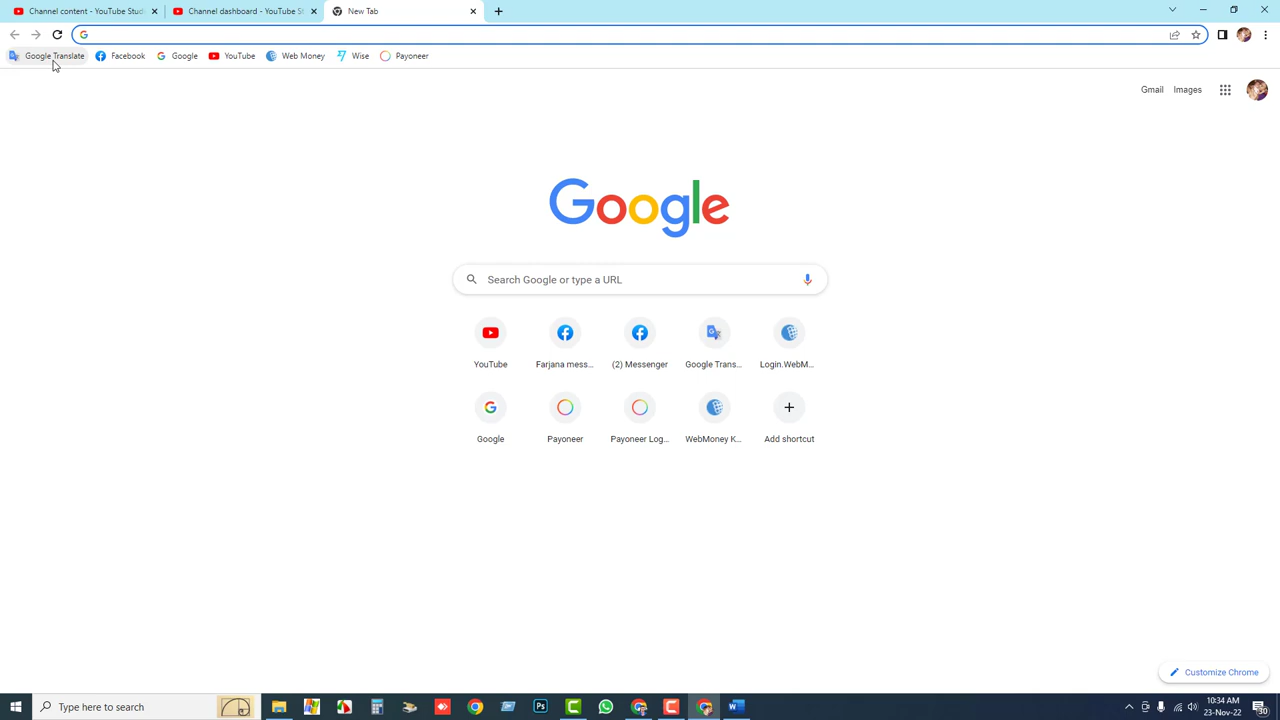 Channel content - YouTube Studi
Channel dashboard - YouTube St
New Tab
Google Translate
Facebook
Google
YouTube
Web Money
Wise
Payoneer
Gmail
Images
Google
Search Google or type a URL
YouTube
Farjana mess...
(2) Messenger
Google Trans...
Login.WebM...
Google
Payoneer
Payoneer Log...
WebMoney K...
Add shortcut
Customize Chrome
Type here to search
10:34 AM
23-Nov-22